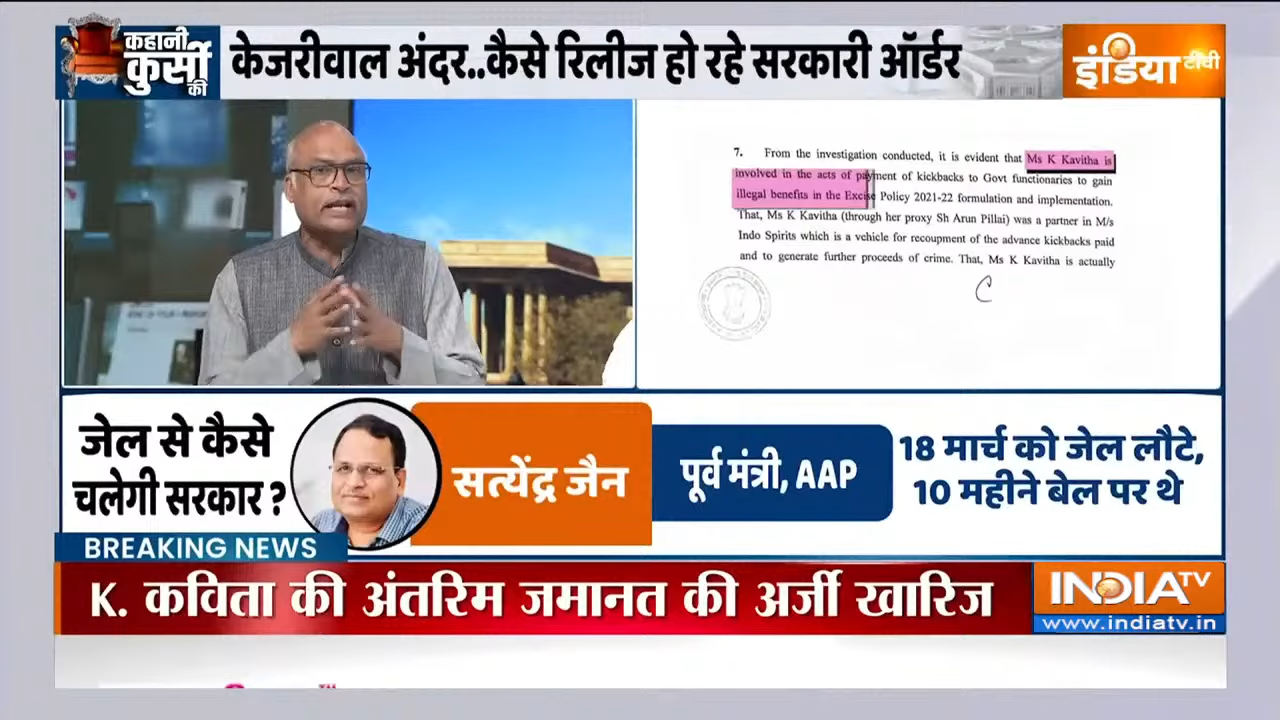 कहानी
कुर्सी
की
केजरीवाल अंदर..कैसे रिलीज हो रहे सरकारी ऑर्डर
इंडिया टीवी
7. From the investigation conducted, it is evident that Ms K Kavitha is
involved in the acts of payment of kickbacks to Govt functionaries to gain
illegal benefits in the Excise Policy 2021-22 formulation and implementation.
That, Ms K Kavitha (through her proxy Sh Arun Pillai) was a partner in M/s
Indo Spirits which is a vehicle for recoupment of the advance kickbacks paid
and to generate further proceeds of crime. That, Ms K Kavitha is actually
जेल से कैसे
चलेगी सरकार ?
सत्येंद्र जैन
पूर्व मंत्री, AAP
18 मार्च को जेल लौटे,
10 महीने बेल पर थे
BREAKING NEWS
K. कविता की अंतरिम जमानत की अर्जी खारिज
INDIA TV
www.indiatv.in